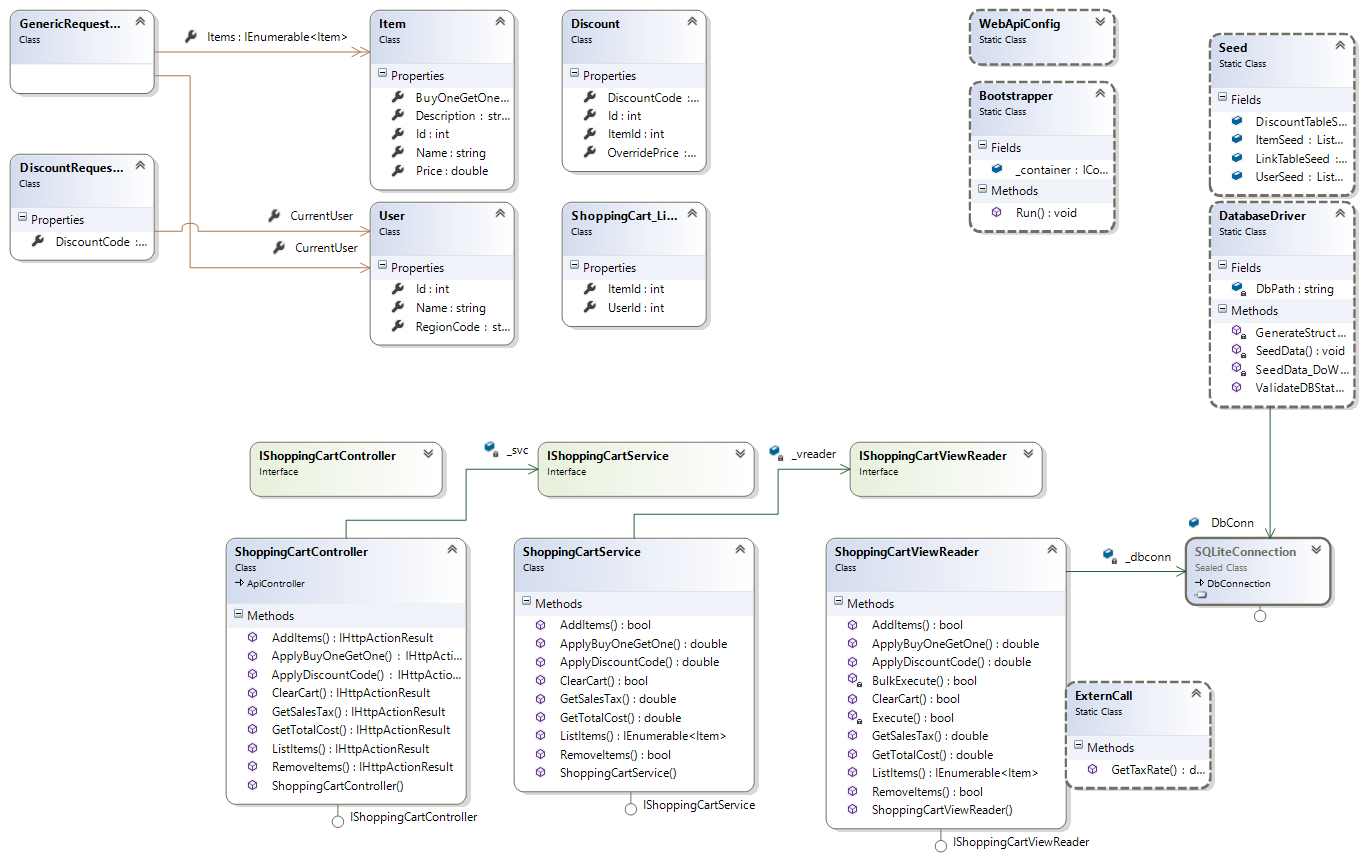 GenericRequest...
Class
Items : IEnumerable<Item>
Item
Class
Properties
BuyOneGetOne...
Description : str...
Id : int
Name : string
Price : double
Discount
Class
Properties
DiscountCode :...
Id : int
ItemId : int
OverridePrice :...
WebApiConfig
Static Class
Bootstrapper
Static Class
Fields
_container : ICo...
Methods
Run() : void
Seed
Static Class
Fields
DiscountTableS...
ItemSeed : List...
LinkTableSeed :...
UserSeed : List...
DiscountReques...
Class
Properties
DiscountCode :...
CurrentUser
CurrentUser
User
Class
Properties
Id : int
Name : string
RegionCode : st...
ShoppingCart_Li...
Class
Properties
ItemId : int
UserId : int
DatabaseDriver
Static Class
Fields
DbPath : string
Methods
GenerateStruct...
SeedData() : void
SeedData_DoW...
ValidateDBStat...
IShoppingCartController
Interface
_svc
IShoppingCartService
Interface
_vreader
IShoppingCartViewReader
Interface
ShoppingCartController
Class
ApiController
Methods
AddItems() : IHttpActionResult
ApplyBuyOneGetOne() : IHttpActi...
ApplyDiscountCode() : IHttpActio...
ClearCart() : IHttpActionResult
GetSalesTax() : IHttpActionResult
GetTotalCost() : IHttpActionResult
ListItems() : IHttpActionResult
RemoveItems() : IHttpActionResult
ShoppingCartController()
IShoppingCartController
ShoppingCartService
Class
Methods
AddItems() : bool
ApplyBuyOneGetOne() : double
ApplyDiscountCode() : double
ClearCart() : bool
GetSalesTax() : double
GetTotalCost() : double
ListItems() : IEnumerable<Item>
RemoveItems() : bool
ShoppingCartService()
IShoppingCartService
ShoppingCartViewReader
Class
Methods
AddItems() : bool
ApplyBuyOneGetOne() : double
ApplyDiscountCode() : double
BulkExecute() : bool
ClearCart() : bool
Execute() : bool
GetSalesTax() : double
GetTotalCost() : double
ListItems() : IEnumerable<Item>
RemoveItems() : bool
ShoppingCartViewReader()
IShoppingCartViewReader
_dbconn
DbConn
SQLiteConnection
Sealed Class
DbConnection
ExternCall
Static Class
Methods
GetTaxRate() : d...